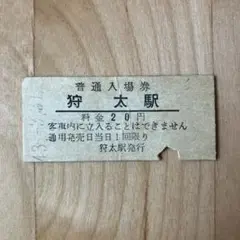 普通入場券
狩太駅
料金20円
客車内に立入ることはできません
通用発売日当日1回限り
狩太駅発行